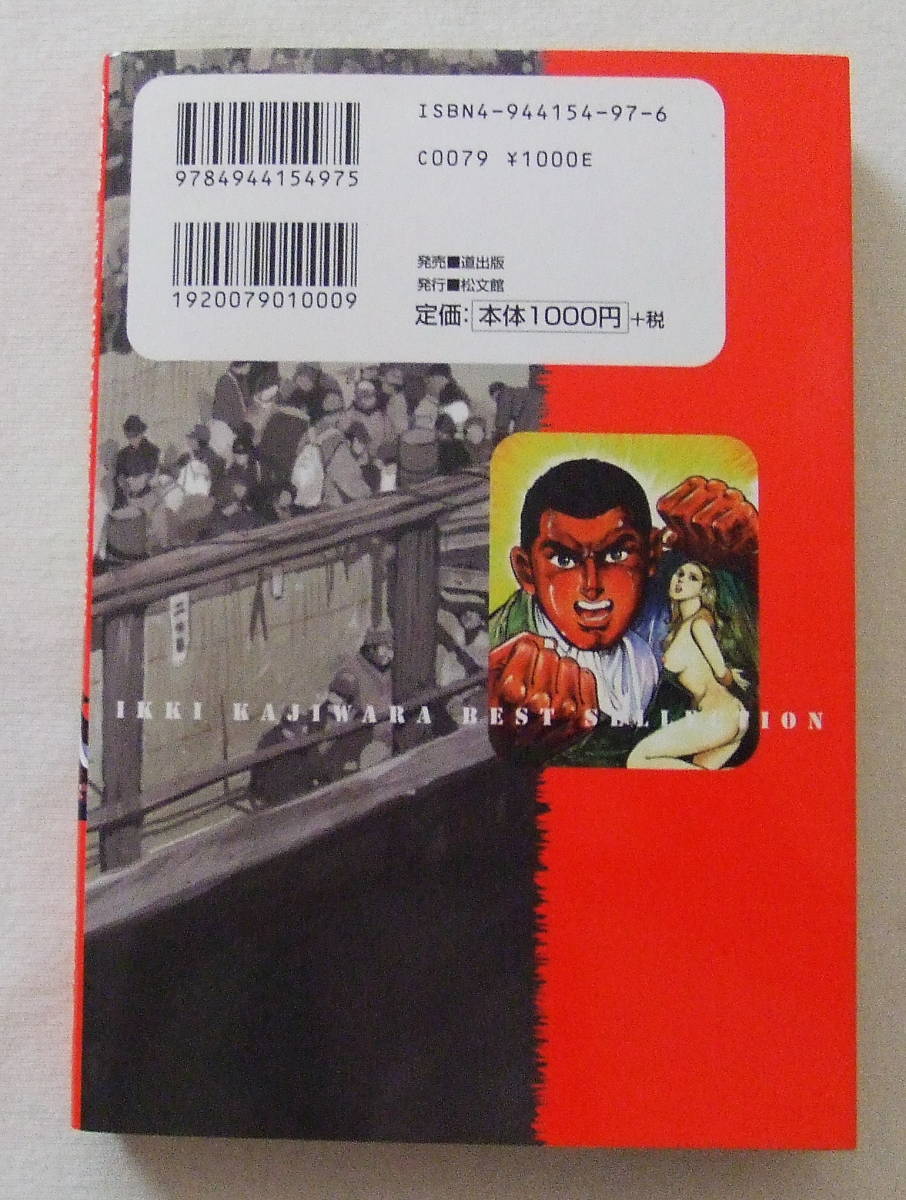 ISBN4-944154-97-6
C0079 ¥1000E
9784944154975
1920079010009
発売■道出版
発行■松文館
定価：本体1000円+税
IKKI KAJIWARA BEST